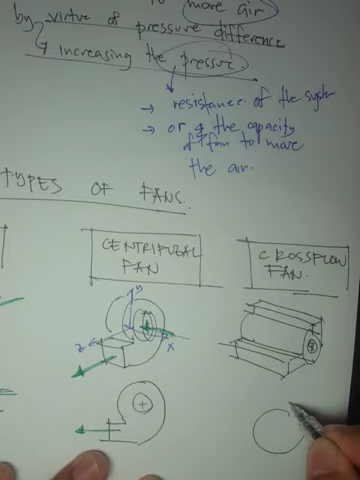 to move air
by virtue of pressure difference
increasing the pressure
→ resistance of the system
→ or of the capacity
of fan to move
the air.
TYPES OF FANS.
CENTRIFUGAL
FAN
CROSSFLOW
FAN.
y
z
x